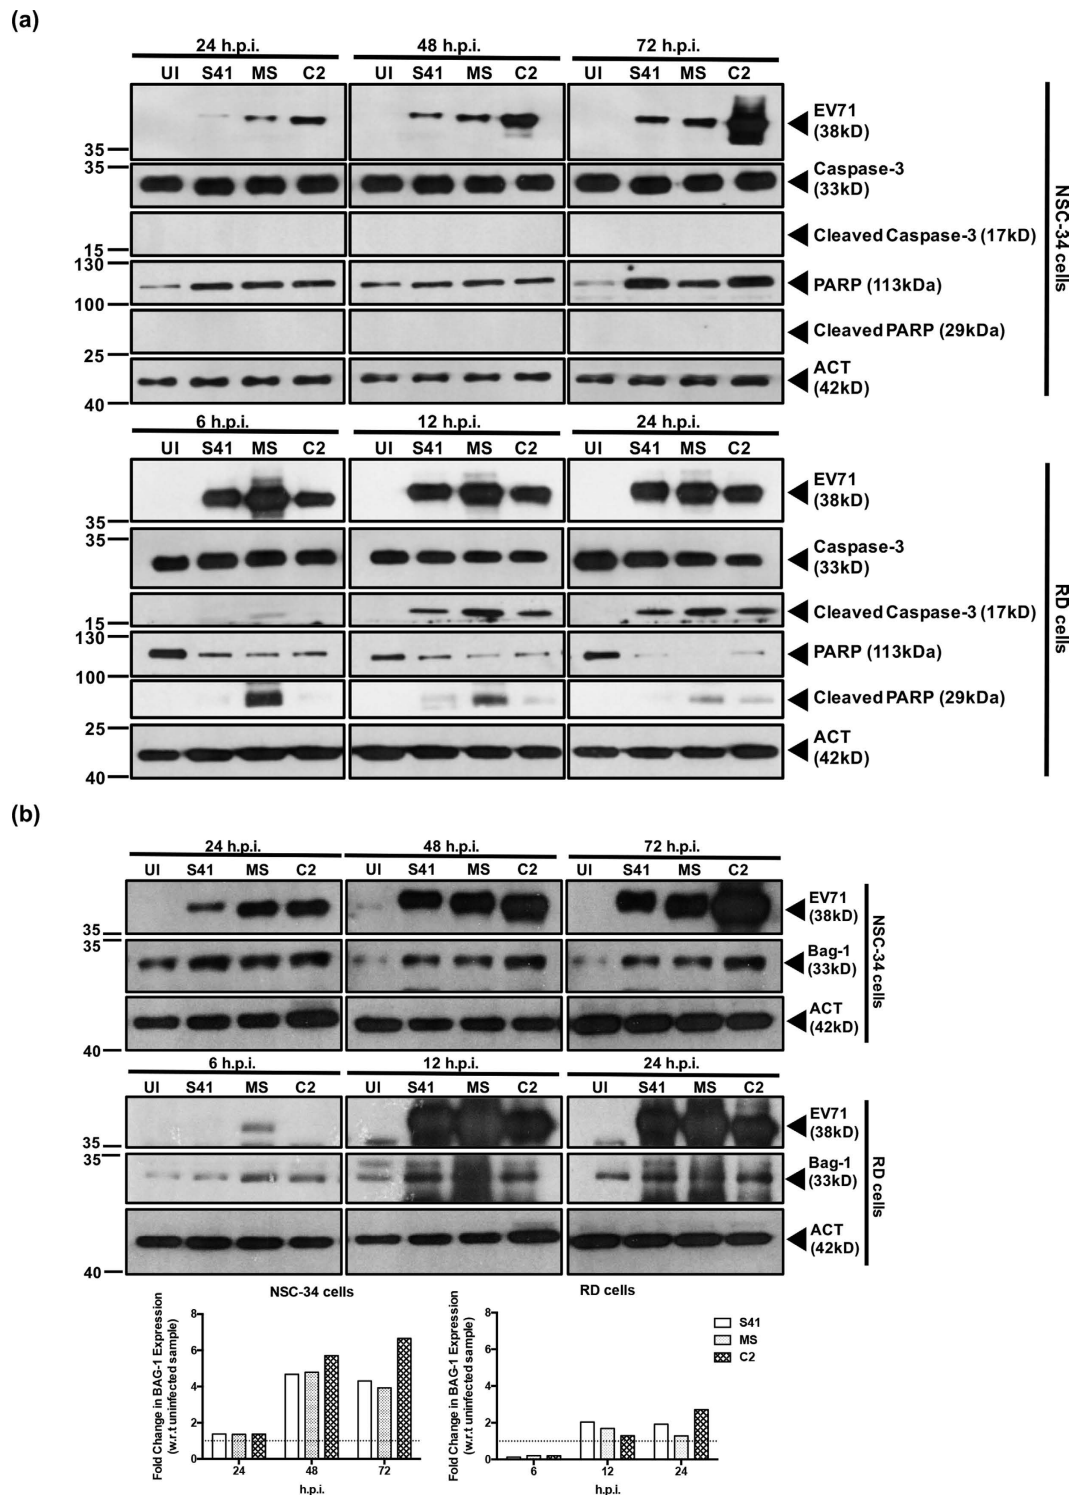 (a)
24 h.p.i. 48 h.p.i. 72 h.p.i.
UI S41 MS C2 UI S41 MS C2 UI S41 MS C2
EV71
(38kD)
35
35
Caspase-3
(33kD)
Cleaved Caspase-3 (17kD)
15
130
PARP (113kDa)
100
Cleaved PARP (29kDa)
25
ACT
(42kD)
40
NSC-34 cells
6 h.p.i. 12 h.p.i. 24 h.p.i.
UI S41 MS C2 UI S41 MS C2 UI S41 MS C2
EV71
(38kD)
35
35
Caspase-3
(33kD)
Cleaved Caspase-3 (17kD)
15
130
PARP (113kDa)
100
Cleaved PARP (29kDa)
25
ACT
(42kD)
40
RD cells
(b)
24 h.p.i. 48 h.p.i. 72 h.p.i.
UI S41 MS C2 UI S41 MS C2 UI S41 MS C2
EV71
(38kD)
35
35
Bag-1
(33kD)
ACT
(42kD)
40
NSC-34 cells
6 h.p.i. 12 h.p.i. 24 h.p.i.
UI S41 MS C2 UI S41 MS C2 UI S41 MS C2
EV71
(38kD)
35
35
Bag-1
(33kD)
ACT
(42kD)
40
RD cells
NSC-34 cells
Fold Change in BAG-1 Expression
(w.r.t uninfected sample)
8
6
4
2
0
24 48 72
h.p.i.
RD cells
Fold Change in BAG-1 Expression
(w.r.t uninfected sample)
8
6
4
2
0
6 12 24
h.p.i.
S41
MS
C2